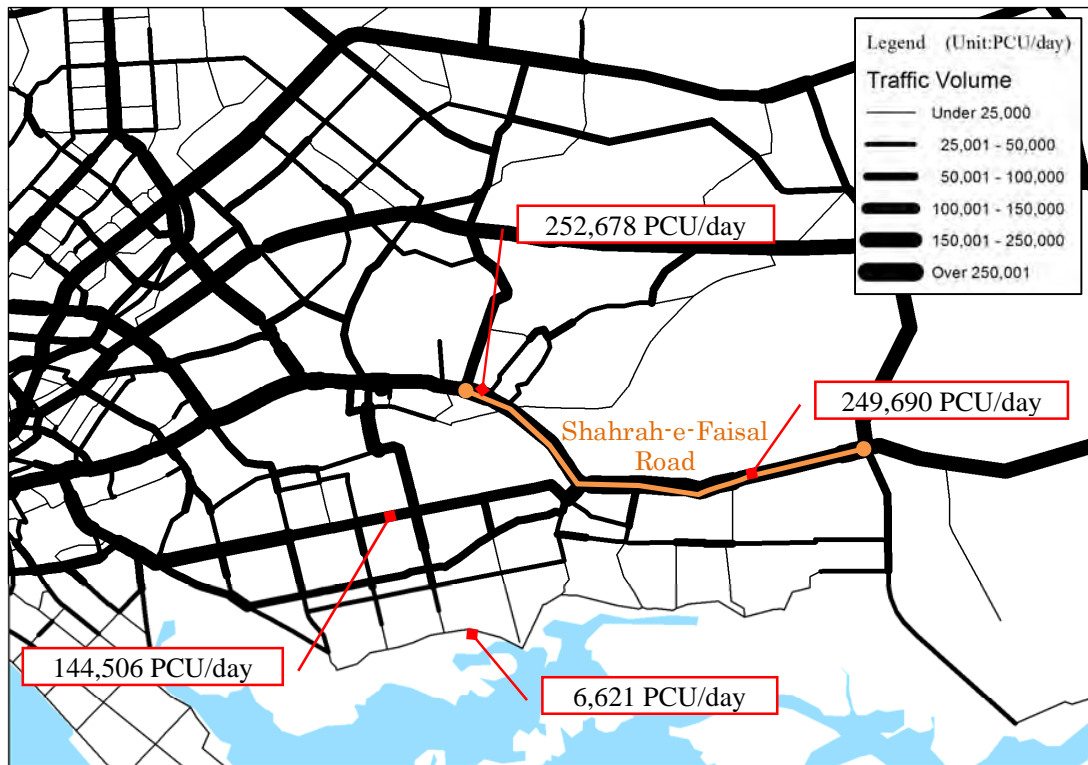 Legend (Unit:PCU/day)
Traffic Volume
Under 25,000
25,001 - 50,000
50,001 - 100,000
100,001 - 150,000
150,001 - 250,000
Over 250,001
252,678 PCU/day
249,690 PCU/day
Shahrah-e-Faisal
Road
144,506 PCU/day
6,621 PCU/day